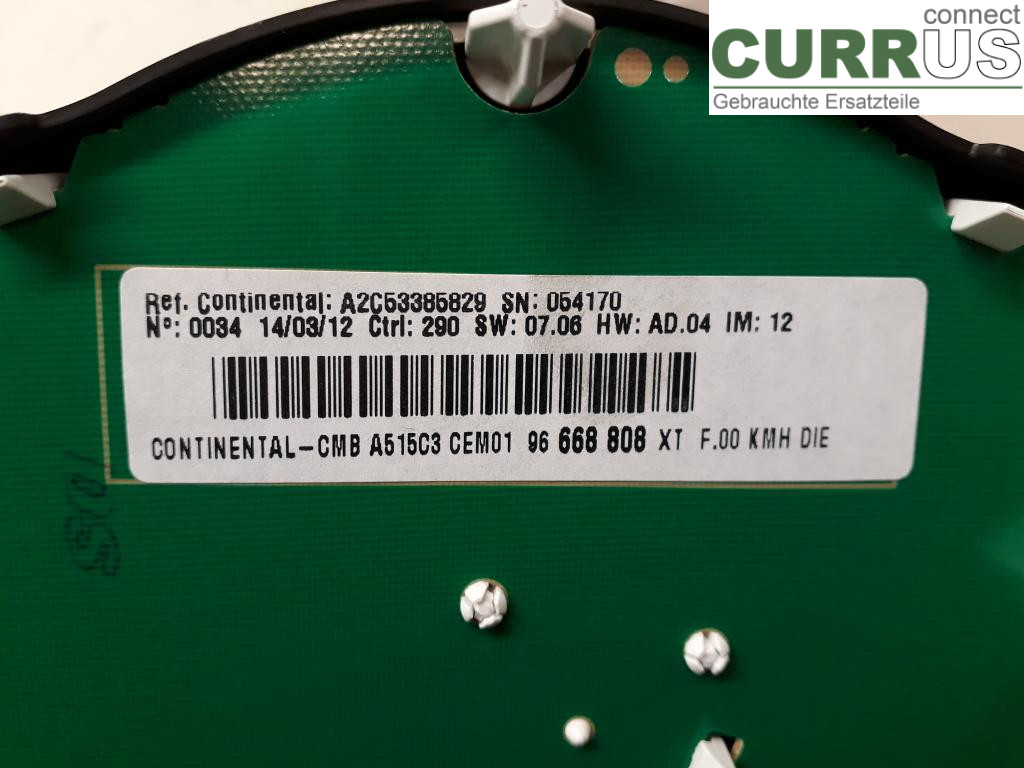 connect
CURRUS
Gebrauchte Ersatzteile
Ref. Continental: A2C53385829 SN: 054170
Nº: 0034 14/03/12 Ctrl: 290 SW: 07.06 HW: AD.04 IM: 12
CONTINENTAL-CMB A515C3 CEM01 96 668 808 XT F.00 KMH DIE